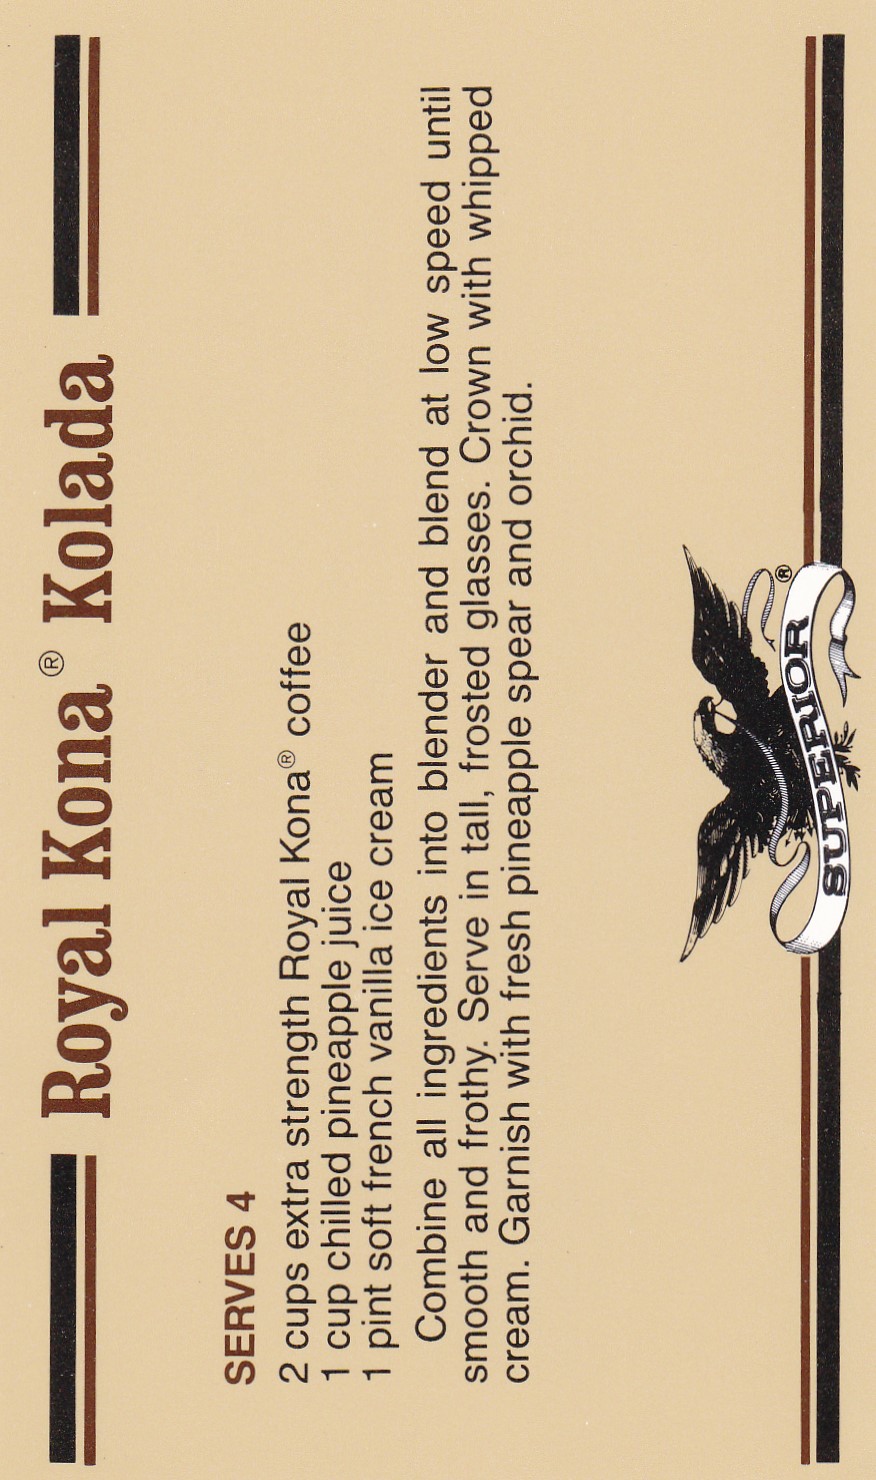 Royal Kona® Kolada
SERVES 4
2 cups extra strength Royal Kona® coffee
1 cup chilled pineapple juice
1 pint soft french vanilla ice cream
Combine all ingredients into blender and blend at low speed until
smooth and frothy. Serve in tall, frosted glasses. Crown with whipped
cream. Garnish with fresh pineapple spear and orchid.
SUPERIOR®